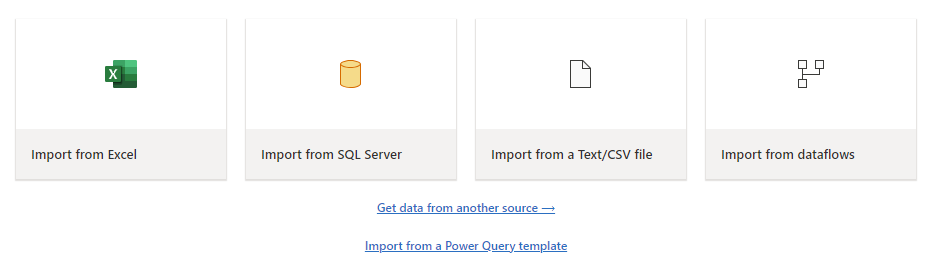 Import from Excel
Import from SQL Server
Import from a Text/CSV file
Import from dataflows
Get data from another source →
Import from a Power Query template